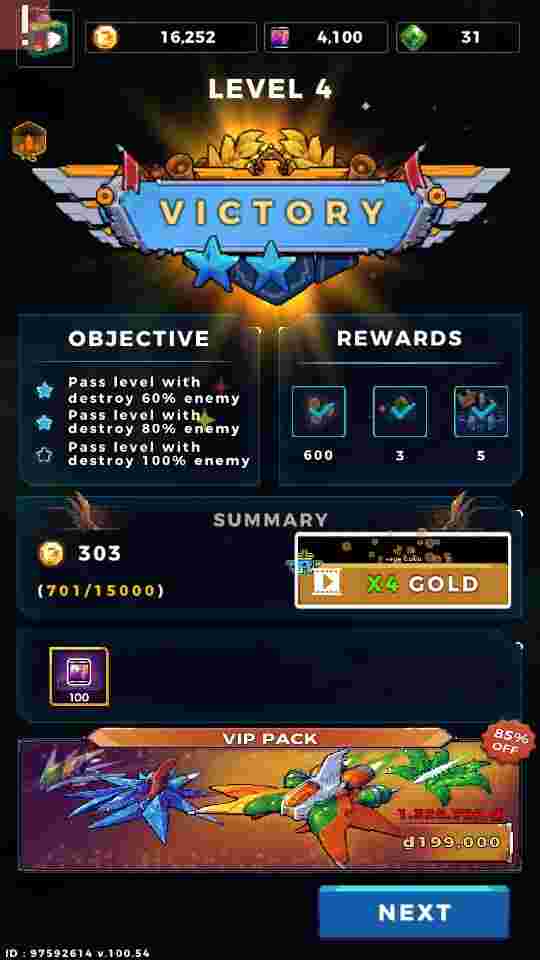 16,252
4,100
31
LEVEL 4
VICTORY
OBJECTIVE
REWARDS
Pass level with
destroy 60% enemy
Pass level with
destroy 80% enemy
Pass level with
destroy 100% enemy
600
3
5
SUMMARY
303
X4 GOLD
(701/15000)
100
VIP PACK
85%
OFF
đ199,000
NEXT
ID : 97592614 v.100.54